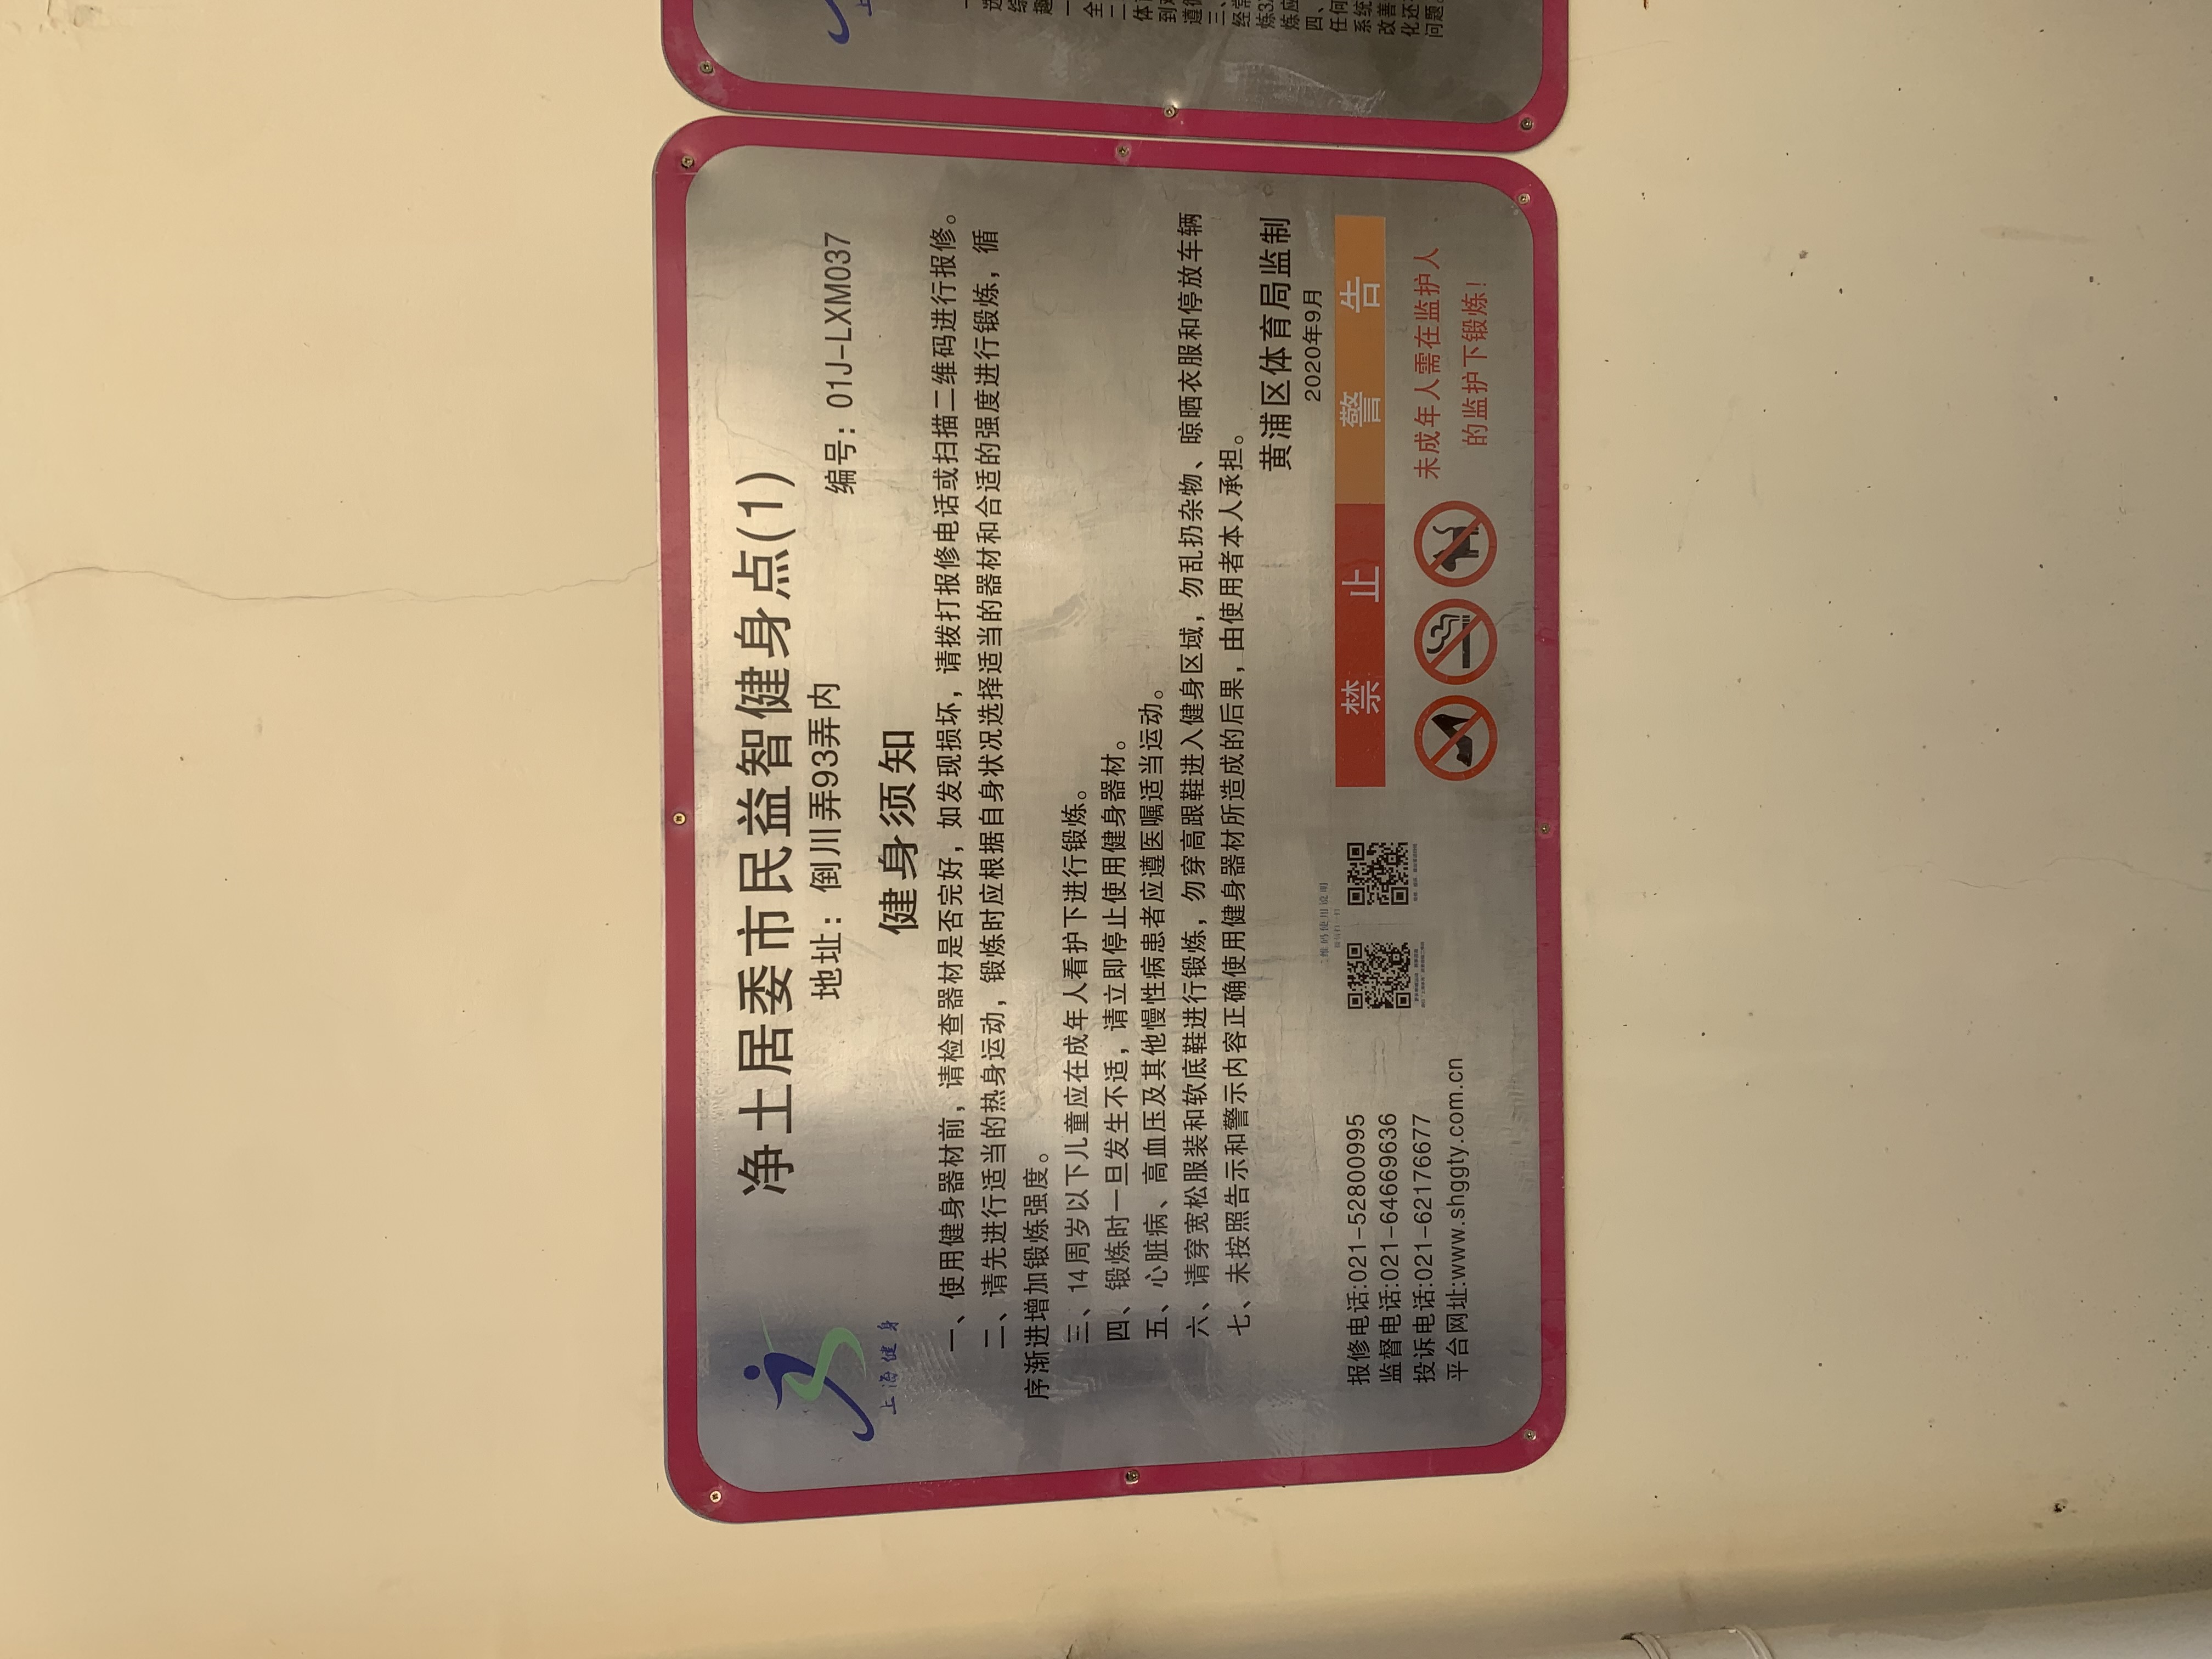 上海健身
净土居委市民益智健身点(1)
地址：倒川弄93弄内
编号：01J-LXM037
健身须知
一、使用健身器材前，请检查器材是否完好，如发现损坏，请拨打报修电话或扫描二维码进行报修。
二、请先进行适当的热身运动，锻炼时应根据自身状况选择适当的器材和合适的强度进行锻炼，循
序渐进增加锻炼强度。
三、14周岁以下儿童应在成年人看护下进行锻炼。
四、锻炼时一旦发生不适，请立即停止使用健身器材。
五、心脏病、高血压及其他慢性病患者应遵医嘱适当运动。
六、请穿宽松服装和软底鞋进行锻炼，勿穿高跟鞋进入健身区域，勿乱扔杂物、晾晒衣服和停放车辆
七、未按照告示和警示内容正确使用健身器材所造成的后果，由使用者本人承担。
黄浦区体育局监制
2020年9月
报修电话:021-52800995
监督电话:021-64669636
投诉电话:021-62176677
平台网址:www.shggty.com.cn
二维码使用说明
禁止
警告
未成年人需在监护人
的监护下锻炼！